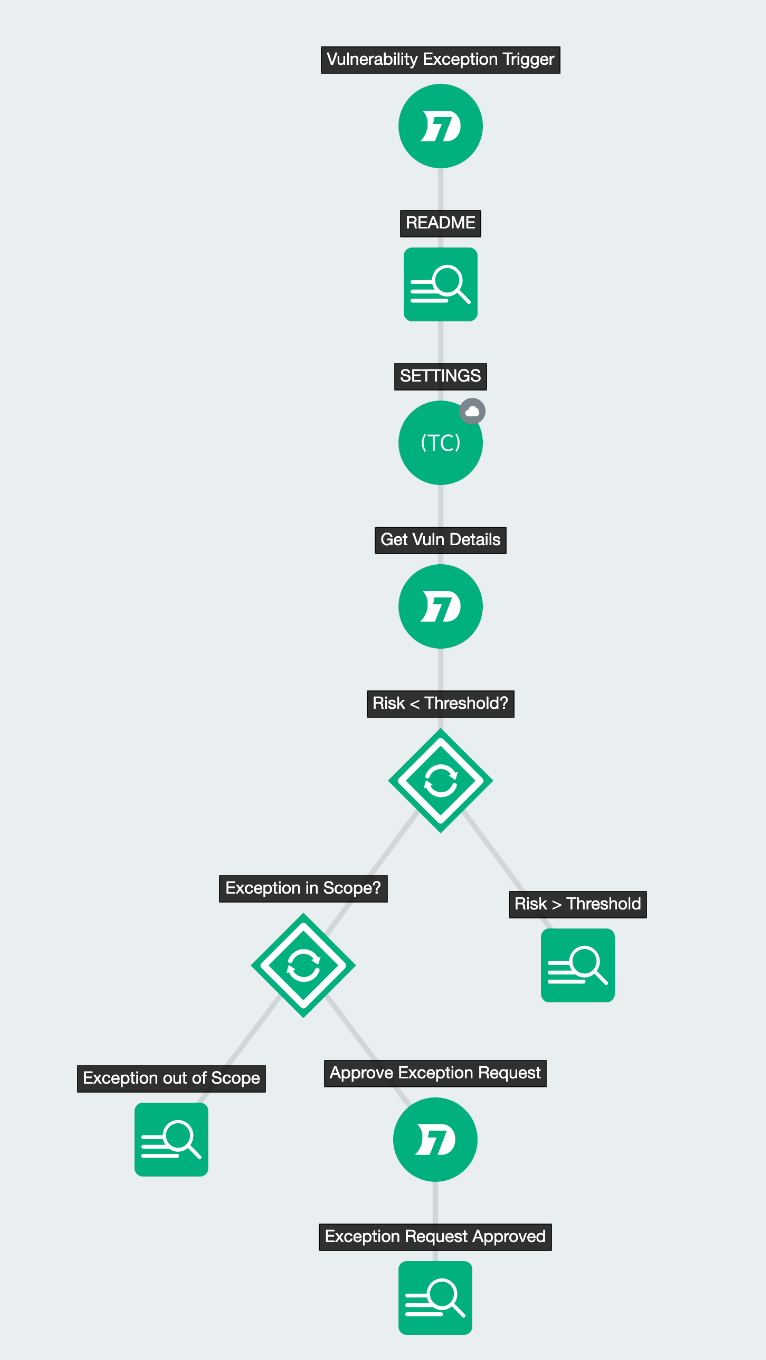 Vulnerability Exception Trigger
README
SETTINGS
(TC)
Get Vuln Details
Risk < Threshold?
Exception in Scope?
Risk > Threshold
Exception out of Scope
Approve Exception Request
Exception Request Approved